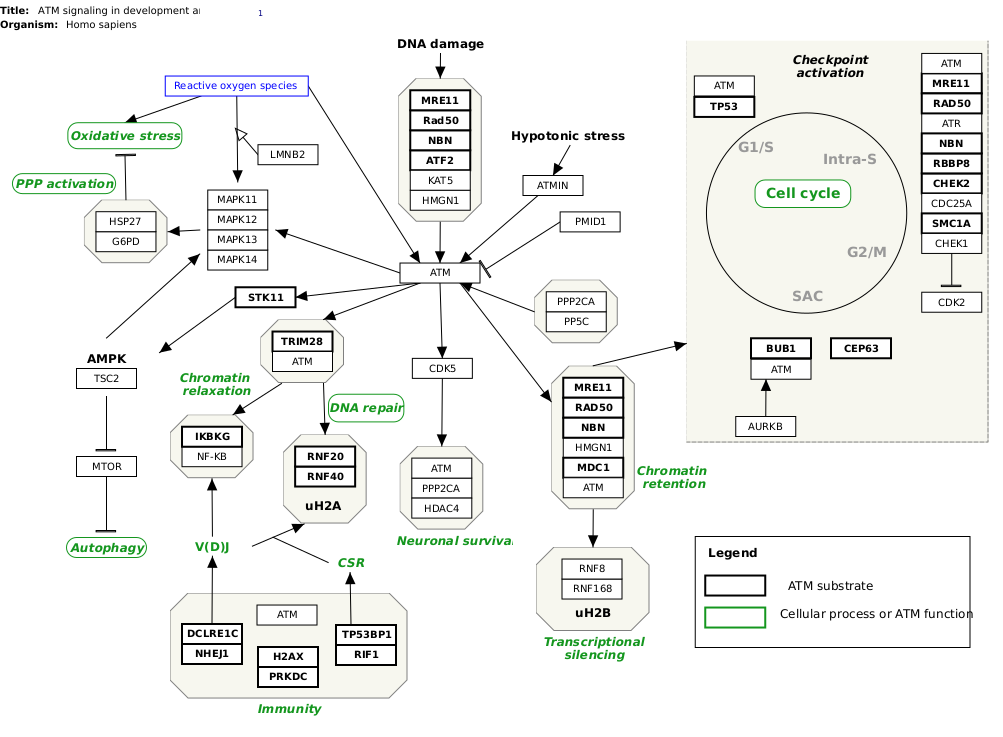 Title: ATM signaling in development a
1
Organism: Homo sapiens
DNA damage
Reactive oxygen species
Oxidative stress
LMNB2
PPP activation
HSP27
G6PD
MAPK11
MAPK12
MAPK13
MAPK14
MRE11
Rad50
NBN
ATF2
KAT5
HMGN1
Hypotonic stress
ATMIN
PMID1
ATM
STK11
PPP2CA
PP5C
AMPK
TSC2
MTOR
Autophagy
TRIM28
ATM
Chromatin
relaxation
DNA repair
IKBKG
NF-KB
RNF20
RNF40
uH2A
CDK5
ATM
PPP2CA
HDAC4
Neuronal surviva
MRE11
RAD50
NBN
HMGN1
MDC1
ATM
Chromatin
retention
RNF8
RNF168
uH2B
Transcriptional
silencing
V(D)J
CSR
ATM
DCLRE1C
NHEJ1
H2AX
PRKDC
TP53BP1
RIF1
Immunity
Checkpoint
activation
ATM
TP53
G1/S
Intra-S
Cell cycle
G2/M
SAC
ATM
MRE11
RAD50
ATR
NBN
RBBP8
CHEK2
CDC25A
SMC1A
CHEK1
CDK2
BUB1
ATM
CEP63
AURKB
Legend
ATM substrate
Cellular process or ATM function